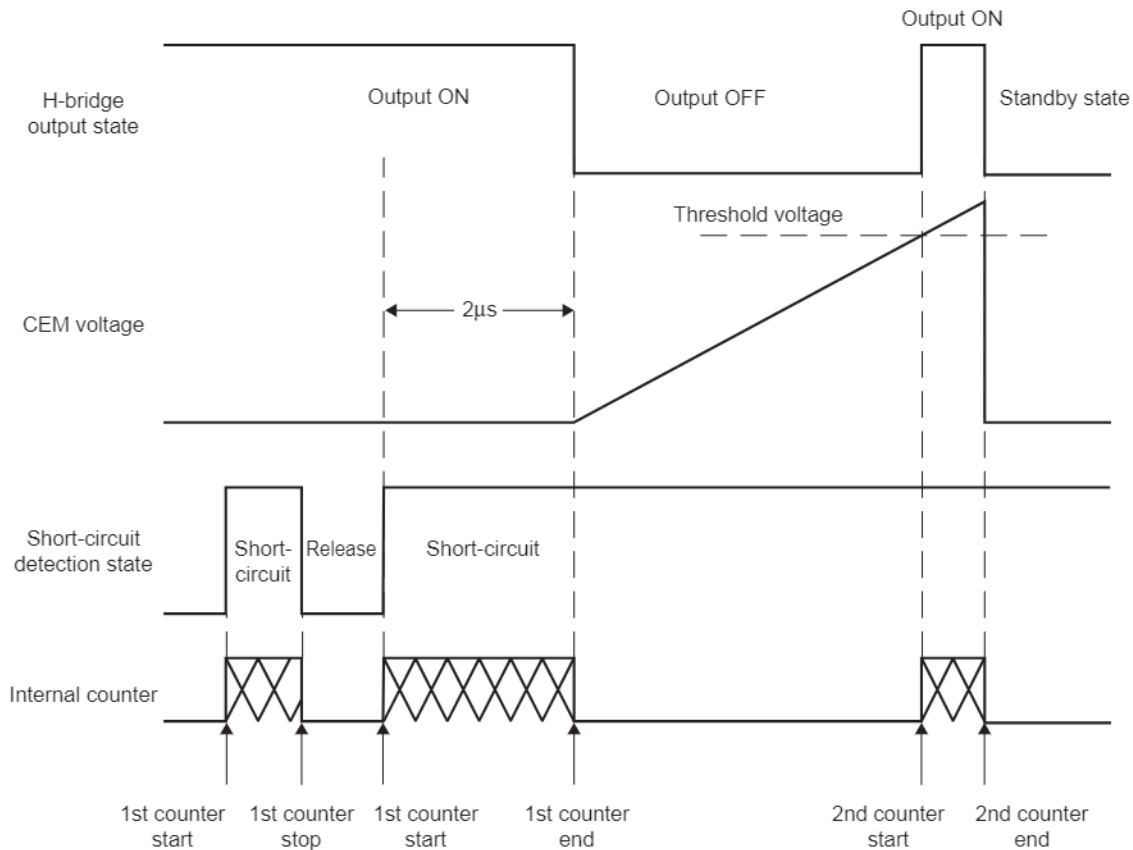 Output ON
H-bridge
output state
Output ON
Output OFF
Standby state
Threshold voltage
2μs
CEM voltage
Short-circuit
detection state
Short-
circuit
Release
Short-circuit
Internal counter
1st counter
start
1st counter
stop
1st counter
start
1st counter
end
2nd counter
start
2nd counter
end